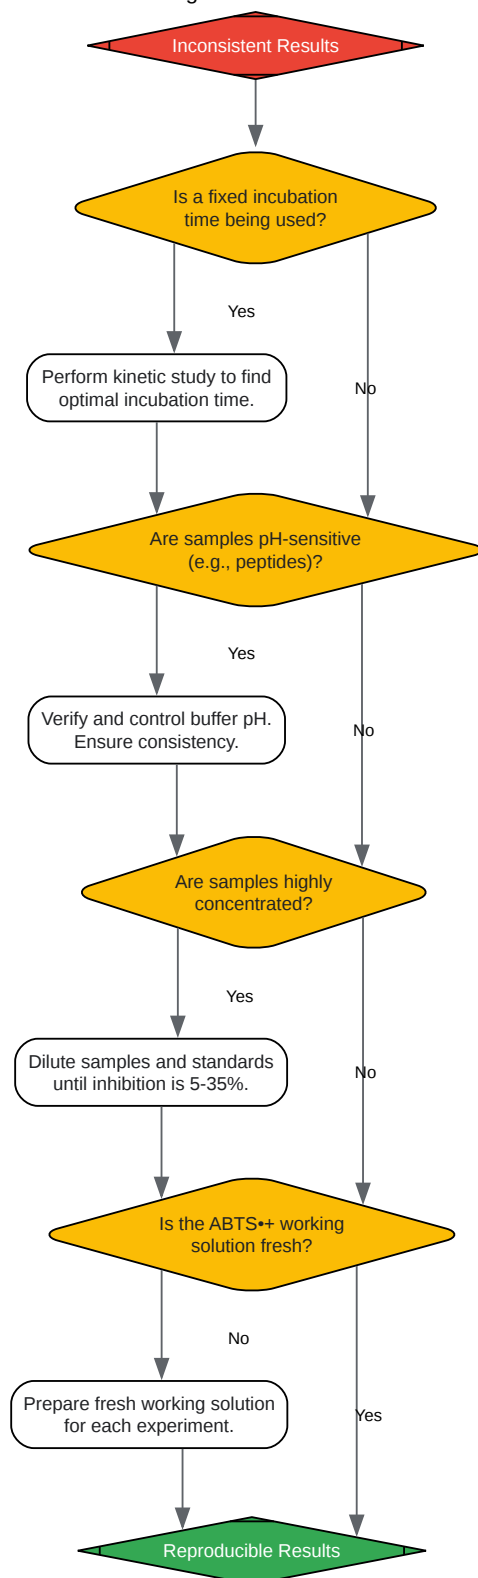 Inconsistent Results
Is a fixed incubation
time being used?
Yes
Perform kinetic study to find
optimal incubation time.
No
Are samples pH-sensitive
(e.g., peptides)?
Yes
Verify and control buffer pH.
Ensure consistency.
No
Are samples highly
concentrated?
Yes
Dilute samples and standards
until inhibition is 5-35%.
No
Is the ABTS•+ working
solution fresh?
No
Prepare fresh working solution
for each experiment.
Yes
Reproducible Results